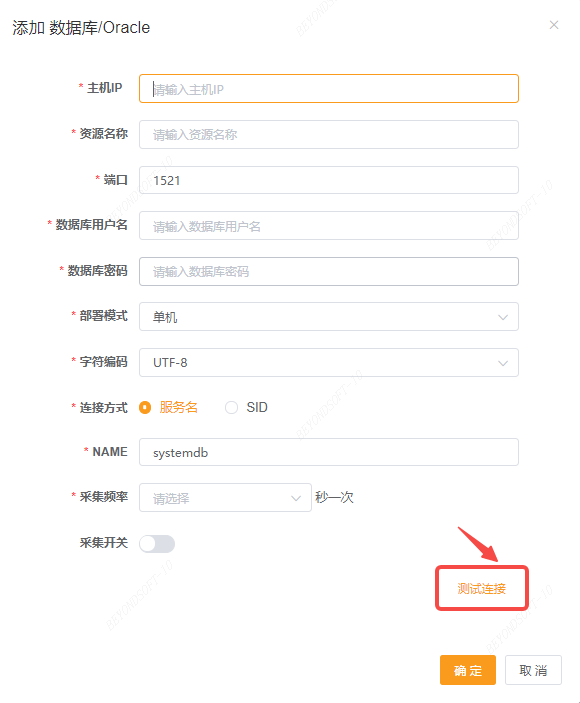 添加 数据库/Oracle
* 主机IP 请输入主机IP
* 资源名称 请输入资源名称
* 端口 1521
* 数据库用户名 请输入数据库用户名
* 数据库密码 请输入数据库密码
* 部署模式 单机
* 字符编码 UTF-8
* 连接方式 服务名 SID
* NAME systemdb
* 采集频率 请选择 秒一次
采集开关
测试连接
确 定 取 消